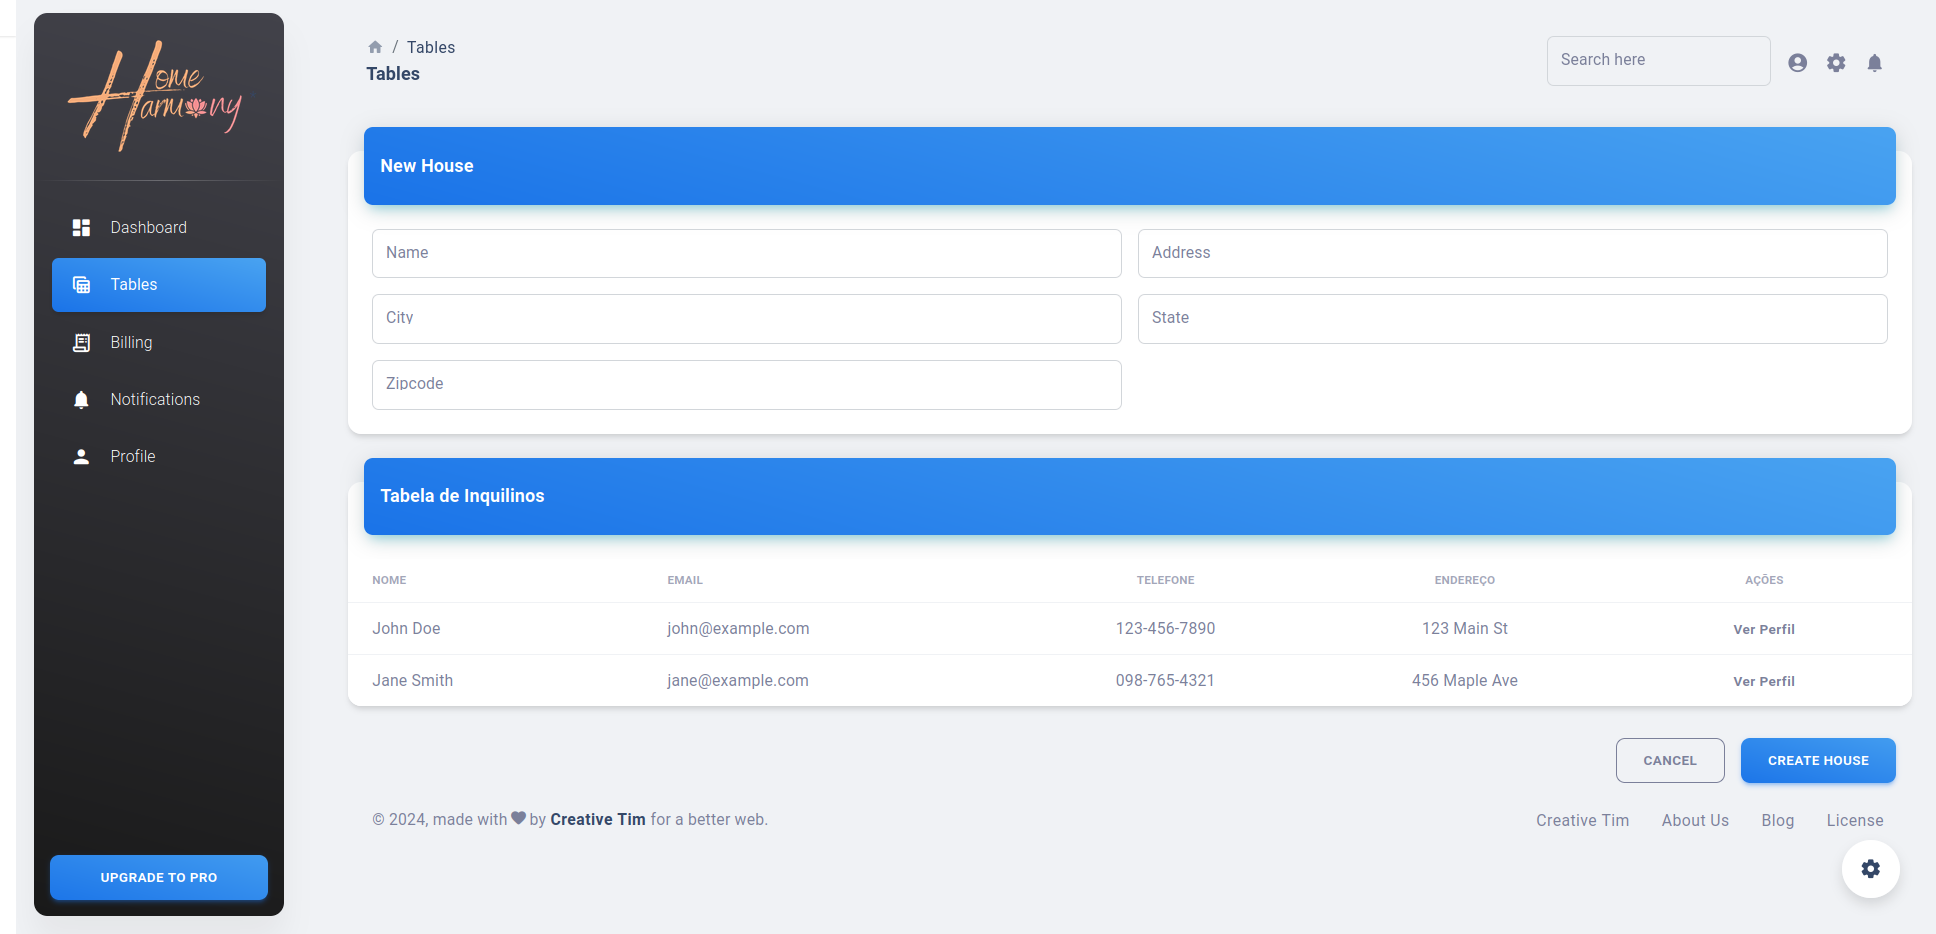 Home
Harmony
Dashboard
Tables
Billing
Notifications
Profile
UPGRADE TO PRO
/ Tables
Tables
Search here
New House
Name
Address
City
State
Zipcode
Tabela de Inquilinos
NOME EMAIL TELEFONE ENDEREÇO AÇÕES
John Doe john@example.com 123-456-7890 123 Main St Ver Perfil
Jane Smith jane@example.com 098-765-4321 456 Maple Ave Ver Perfil
CANCEL CREATE HOUSE
© 2024, made with by Creative Tim for a better web.
Creative Tim About Us Blog License